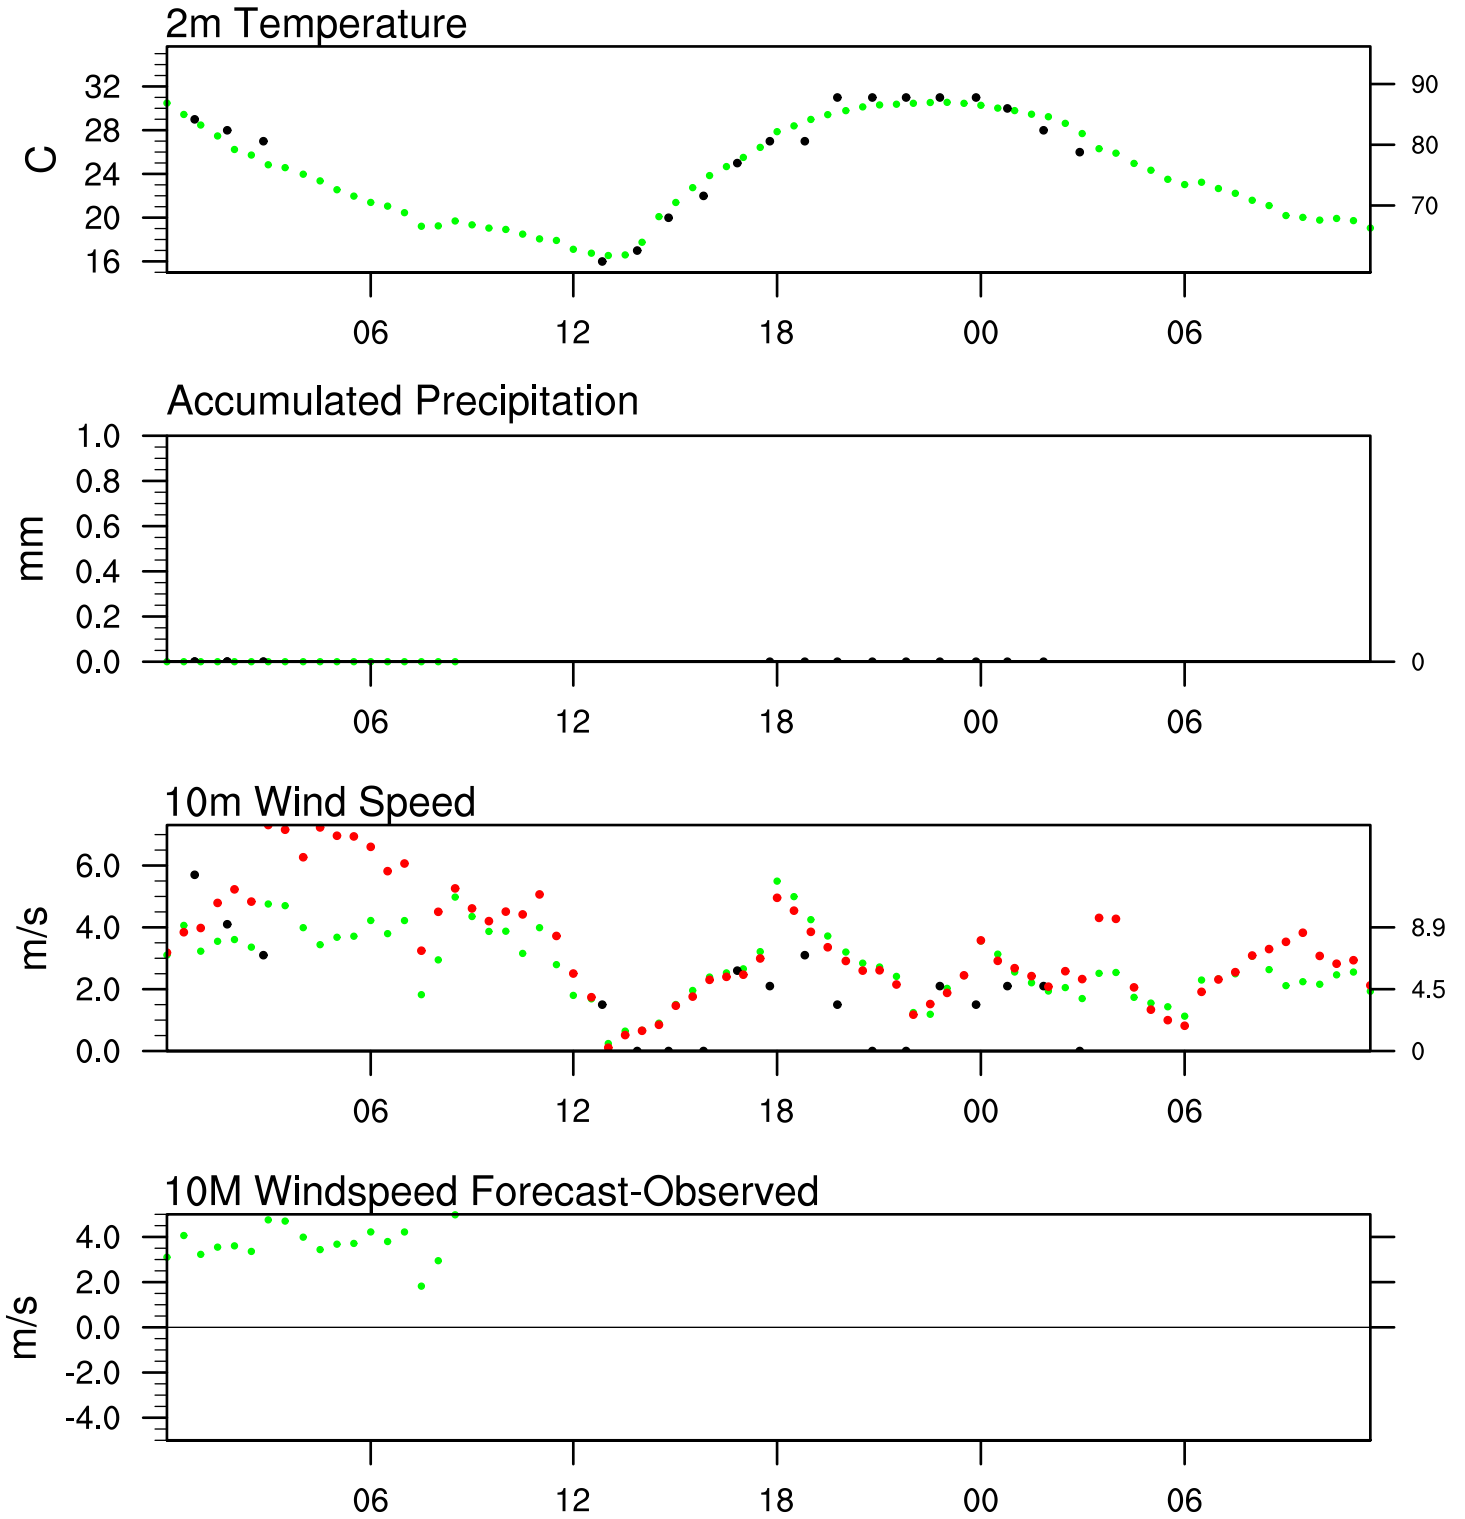 2m Temperature
32
28
24
20
16
C
90
80
70
06 12 18 00 06
Accumulated Precipitation
1.0
0.8
0.6
0.4
0.2
0.0
mm
0
06 12 18 00 06
10m Wind Speed
6.0
4.0
2.0
0.0
m/s
8.9
4.5
0
06 12 18 00 06
10M Windspeed Forecast-Observed
4.0
2.0
0.0
-2.0
-4.0
m/s
06 12 18 00 06